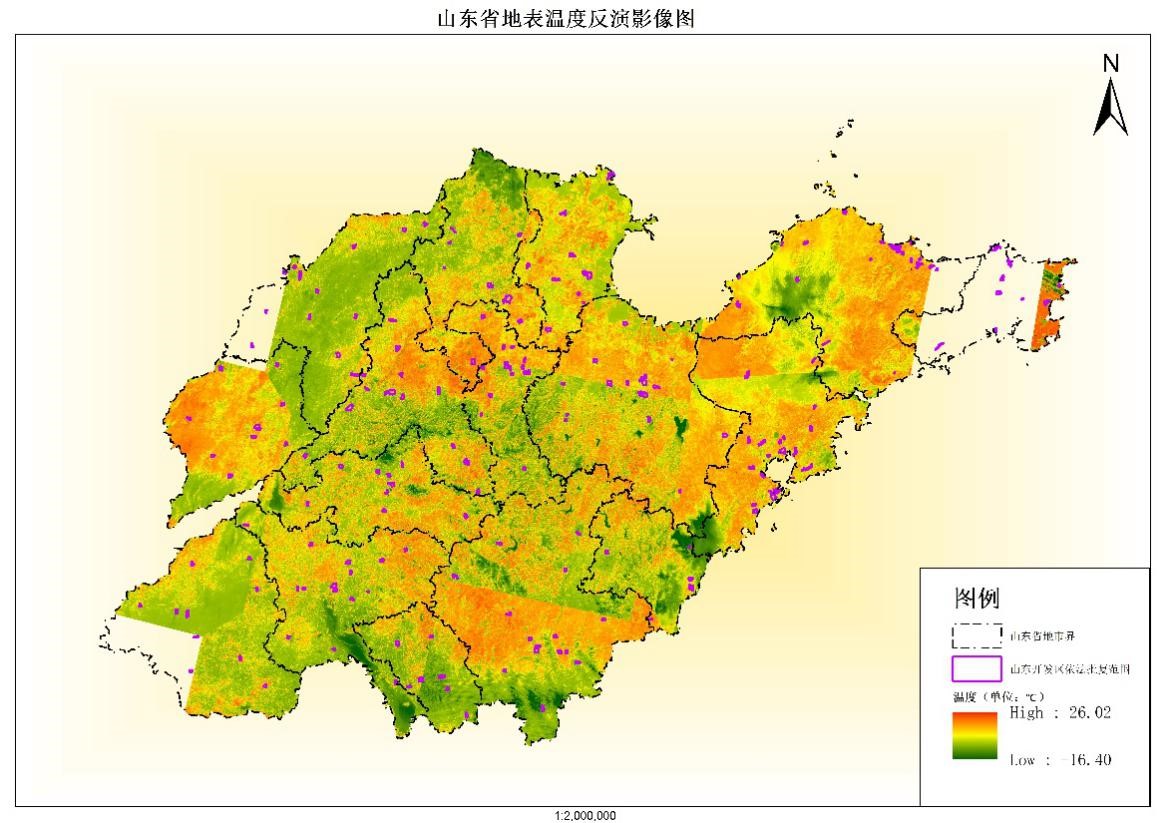 山东省地表温度反演影像图
N
图例
山东省地市界
山东开发区依法批复范围
温度（单位：℃）
High : 26.02
Low : -16.40
1:2,000,000